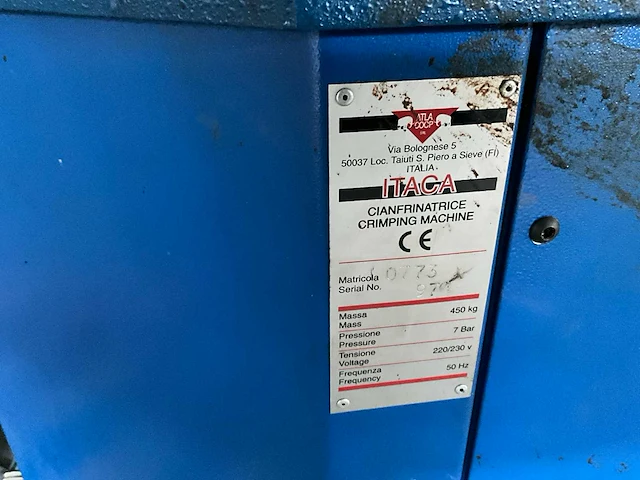 ATLA
COOP
Via Bolognese 5
50037 Loc. Taiuti S. Piero a Sieve (FI)
ITALIA
ITACA
CIANFRINATRICE
CRIMPING MACHINE
CE
Matricola
Serial No.
Massa
Mass
450 kg
Pressione
Pressure
7 Bar
Tensione
Voltage
220/230 v
Frequenza
Frequency
50 Hz